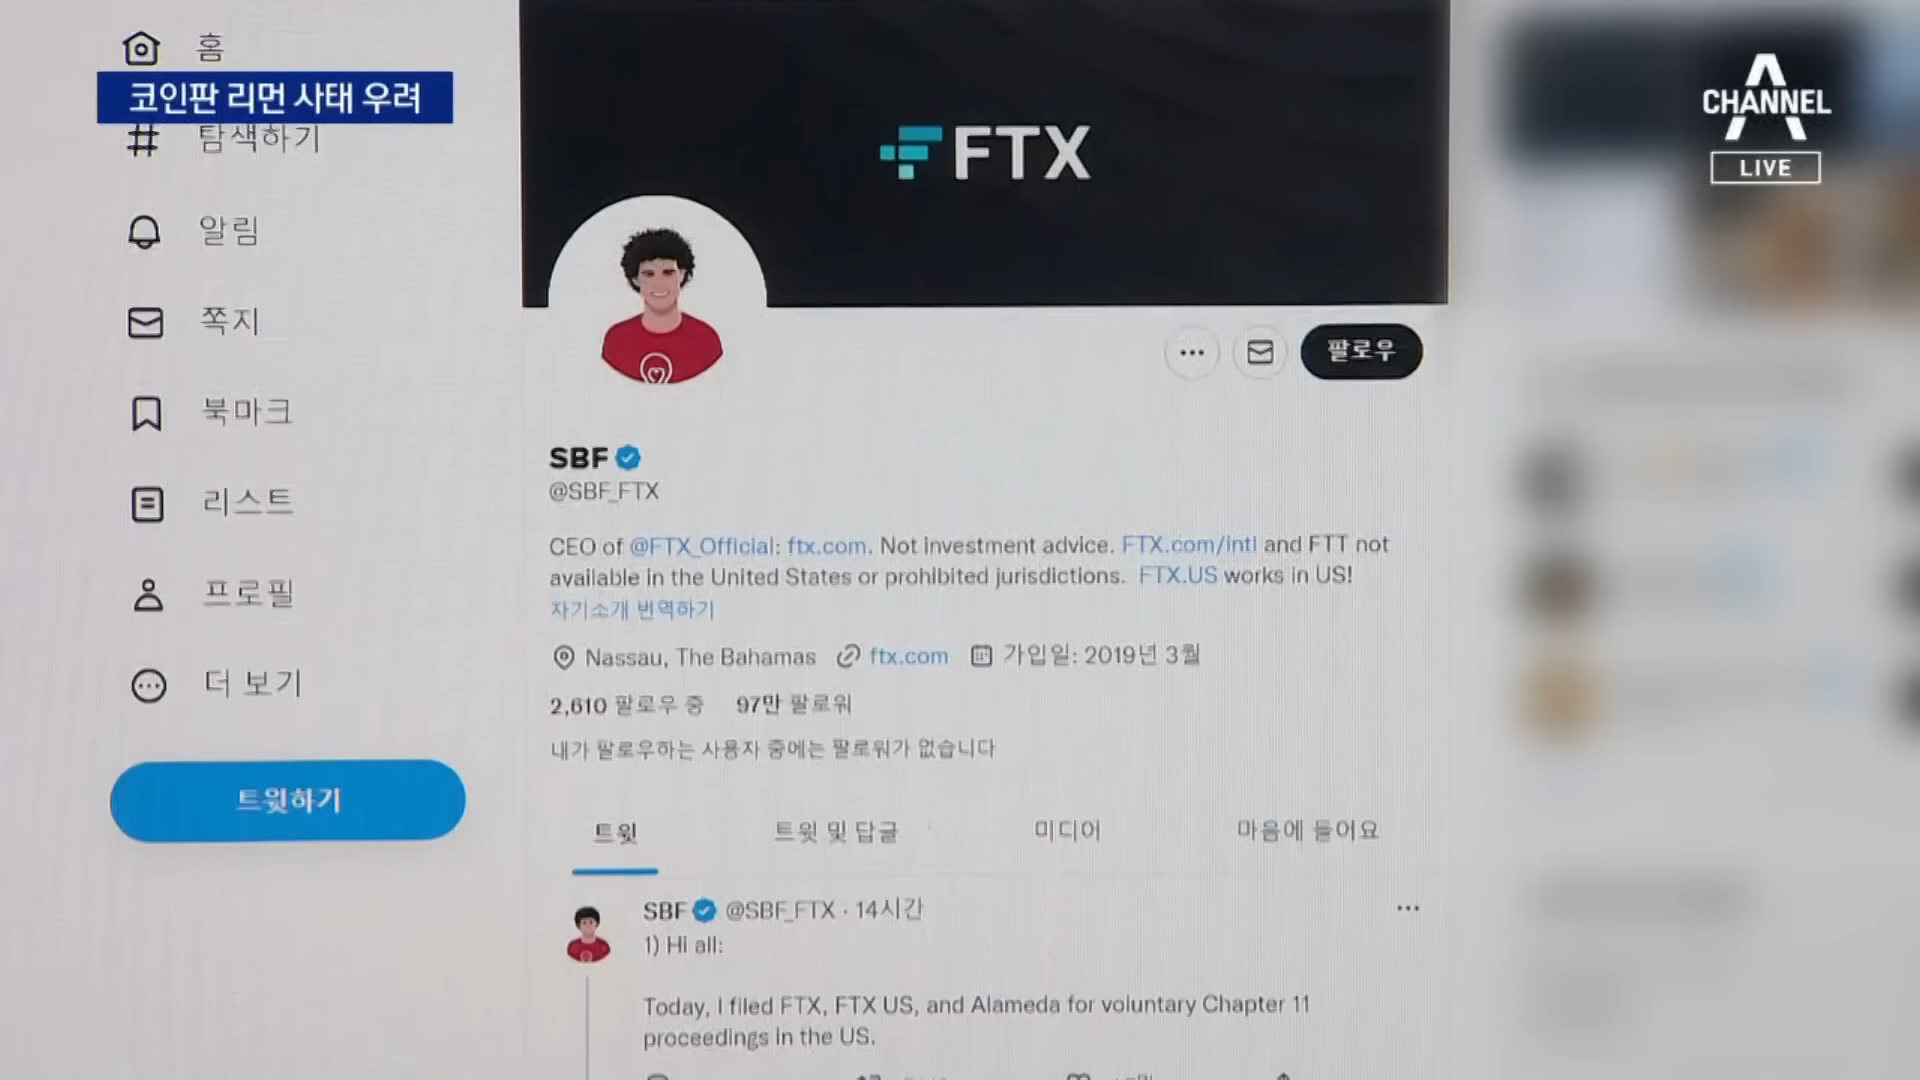 홈
코인판 리먼 사태 우려
탐색하기
알림
쪽지
북마크
리스트
프로필
더 보기
트윗하기
FTX
팔로우
SBF
@SBF_FTX
CEO of @FTX_Official: ftx.com. Not investment advice. FTX.com/intl and FTT not
available in the United States or prohibited jurisdictions. FTX.US works in US!
자기소개 번역하기
Nassau, The Bahamas ftx.com 가입일: 2019년 3월
2,610 팔로우 중 97만 팔로워
내가 팔로우하는 사용자 중에는 팔로워가 없습니다
트윗 트윗 및 답글 미디어 마음에 들어요
SBF @SBF_FTX · 14시간
1) Hi all:
Today, I filed FTX, FTX US, and Alameda for voluntary Chapter 11
proceedings in the US.
CHANNEL A
LIVE